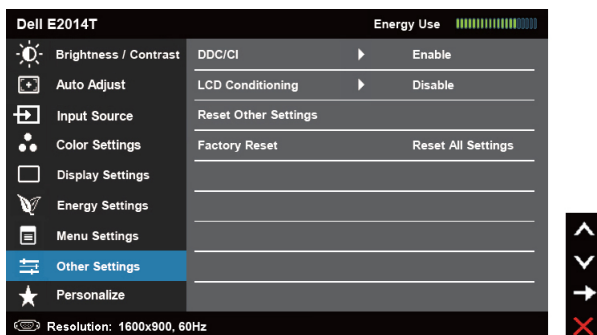 Dell E2014T Energy Use
Brightness / Contrast DDC/CI Enable
Auto Adjust LCD Conditioning Disable
Input Source Reset Other Settings
Color Settings Factory Reset Reset All Settings
Display Settings
Energy Settings
Menu Settings
Other Settings
Personalize
Resolution: 1600x900, 60Hz